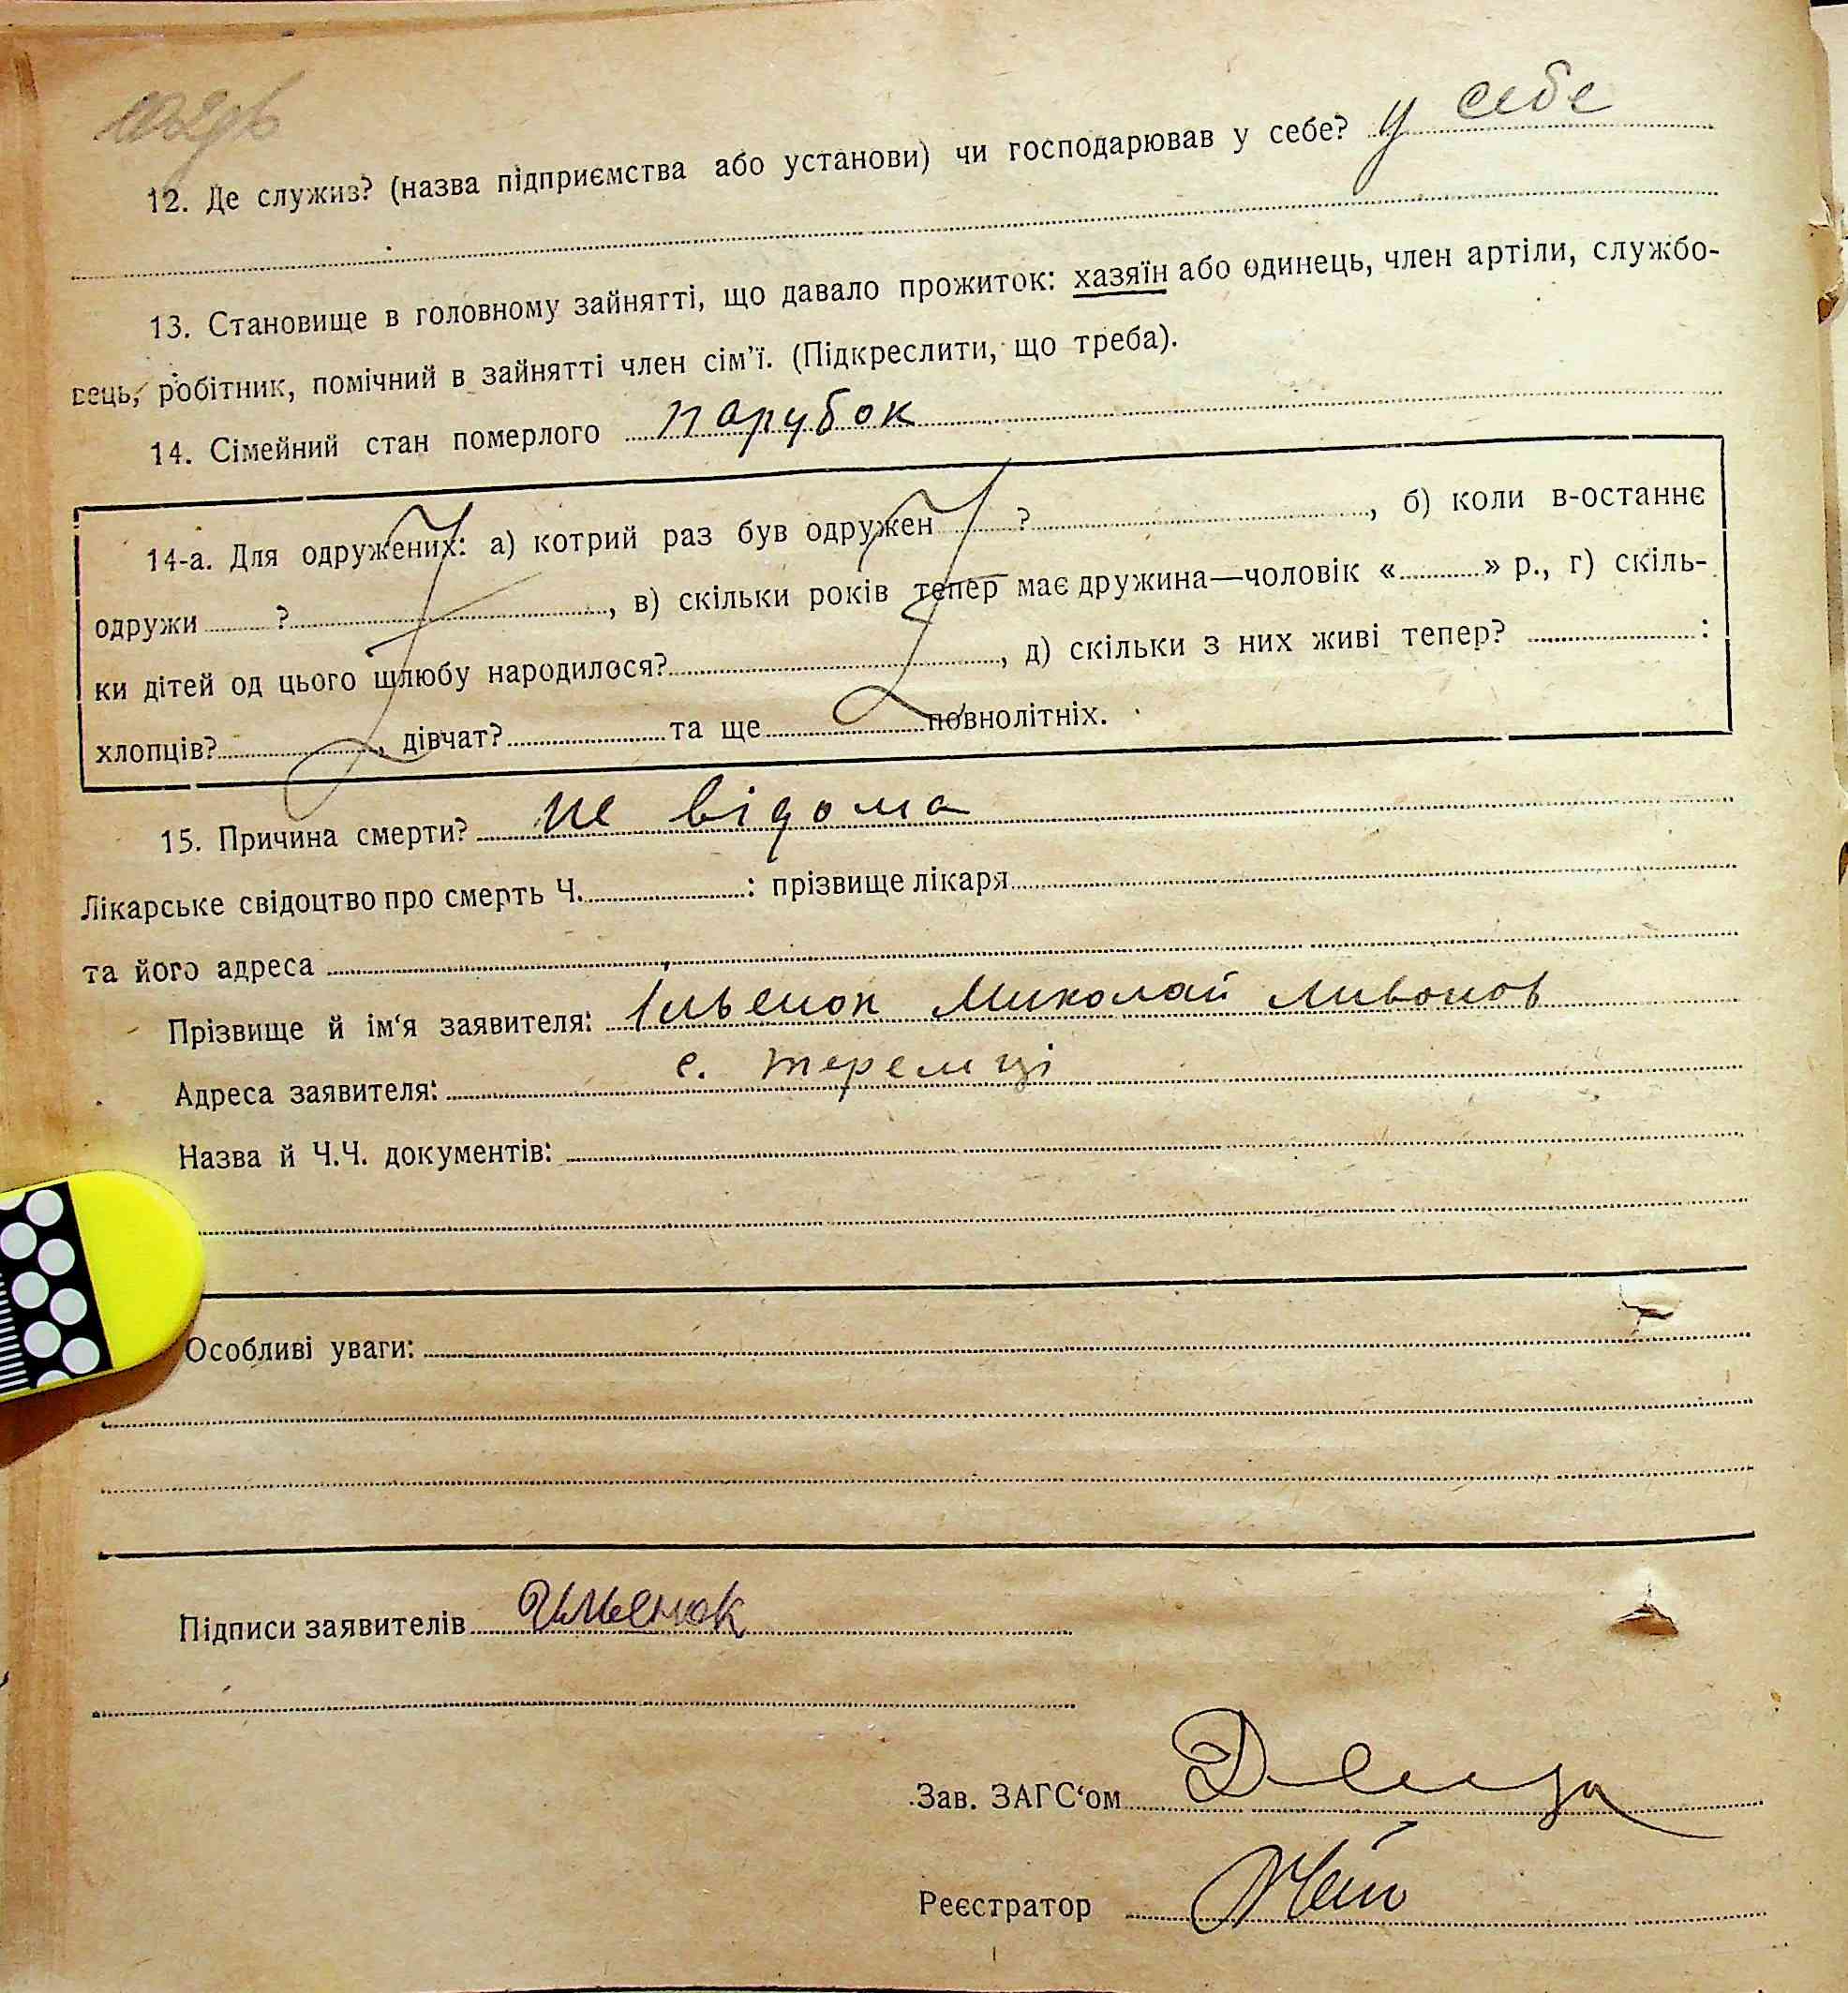 12. Де служив? (назва підприємства або установи) чи господарював у себе? у себе
13. Становище в головному зайнятті, що давало прожиток: хазяїн або одинець, член артіли, службо-
вець, робітник, помічний в зайнятті член сім'ї. (Підкреслити, що треба).
14. Сімейний стан померлого парубок
14-а. Для одружених: а) котрий раз був одружен ?, б) коли в-останнє
одружи ?, в) скільки років тепер має дружина—чоловік «» р., г) скіль-
ки дітей од цього шлюбу народилося?, д) скільки з них живі тепер? :
хлопців?, дівчат? та ще повнолітніх.
15. Причина смерти? не відома
Лікарське свідоцтво про смерть Ч. : прізвище лікаря
та його адреса
Прізвище й ім'я заявителя: Ільєнок Миколай
Адреса заявителя: с. Теремці
Назва й Ч.Ч. документів:
Особливі уваги:
Підписи заявителів Ильенок
Зав. ЗАГС'ом
Реєстратор